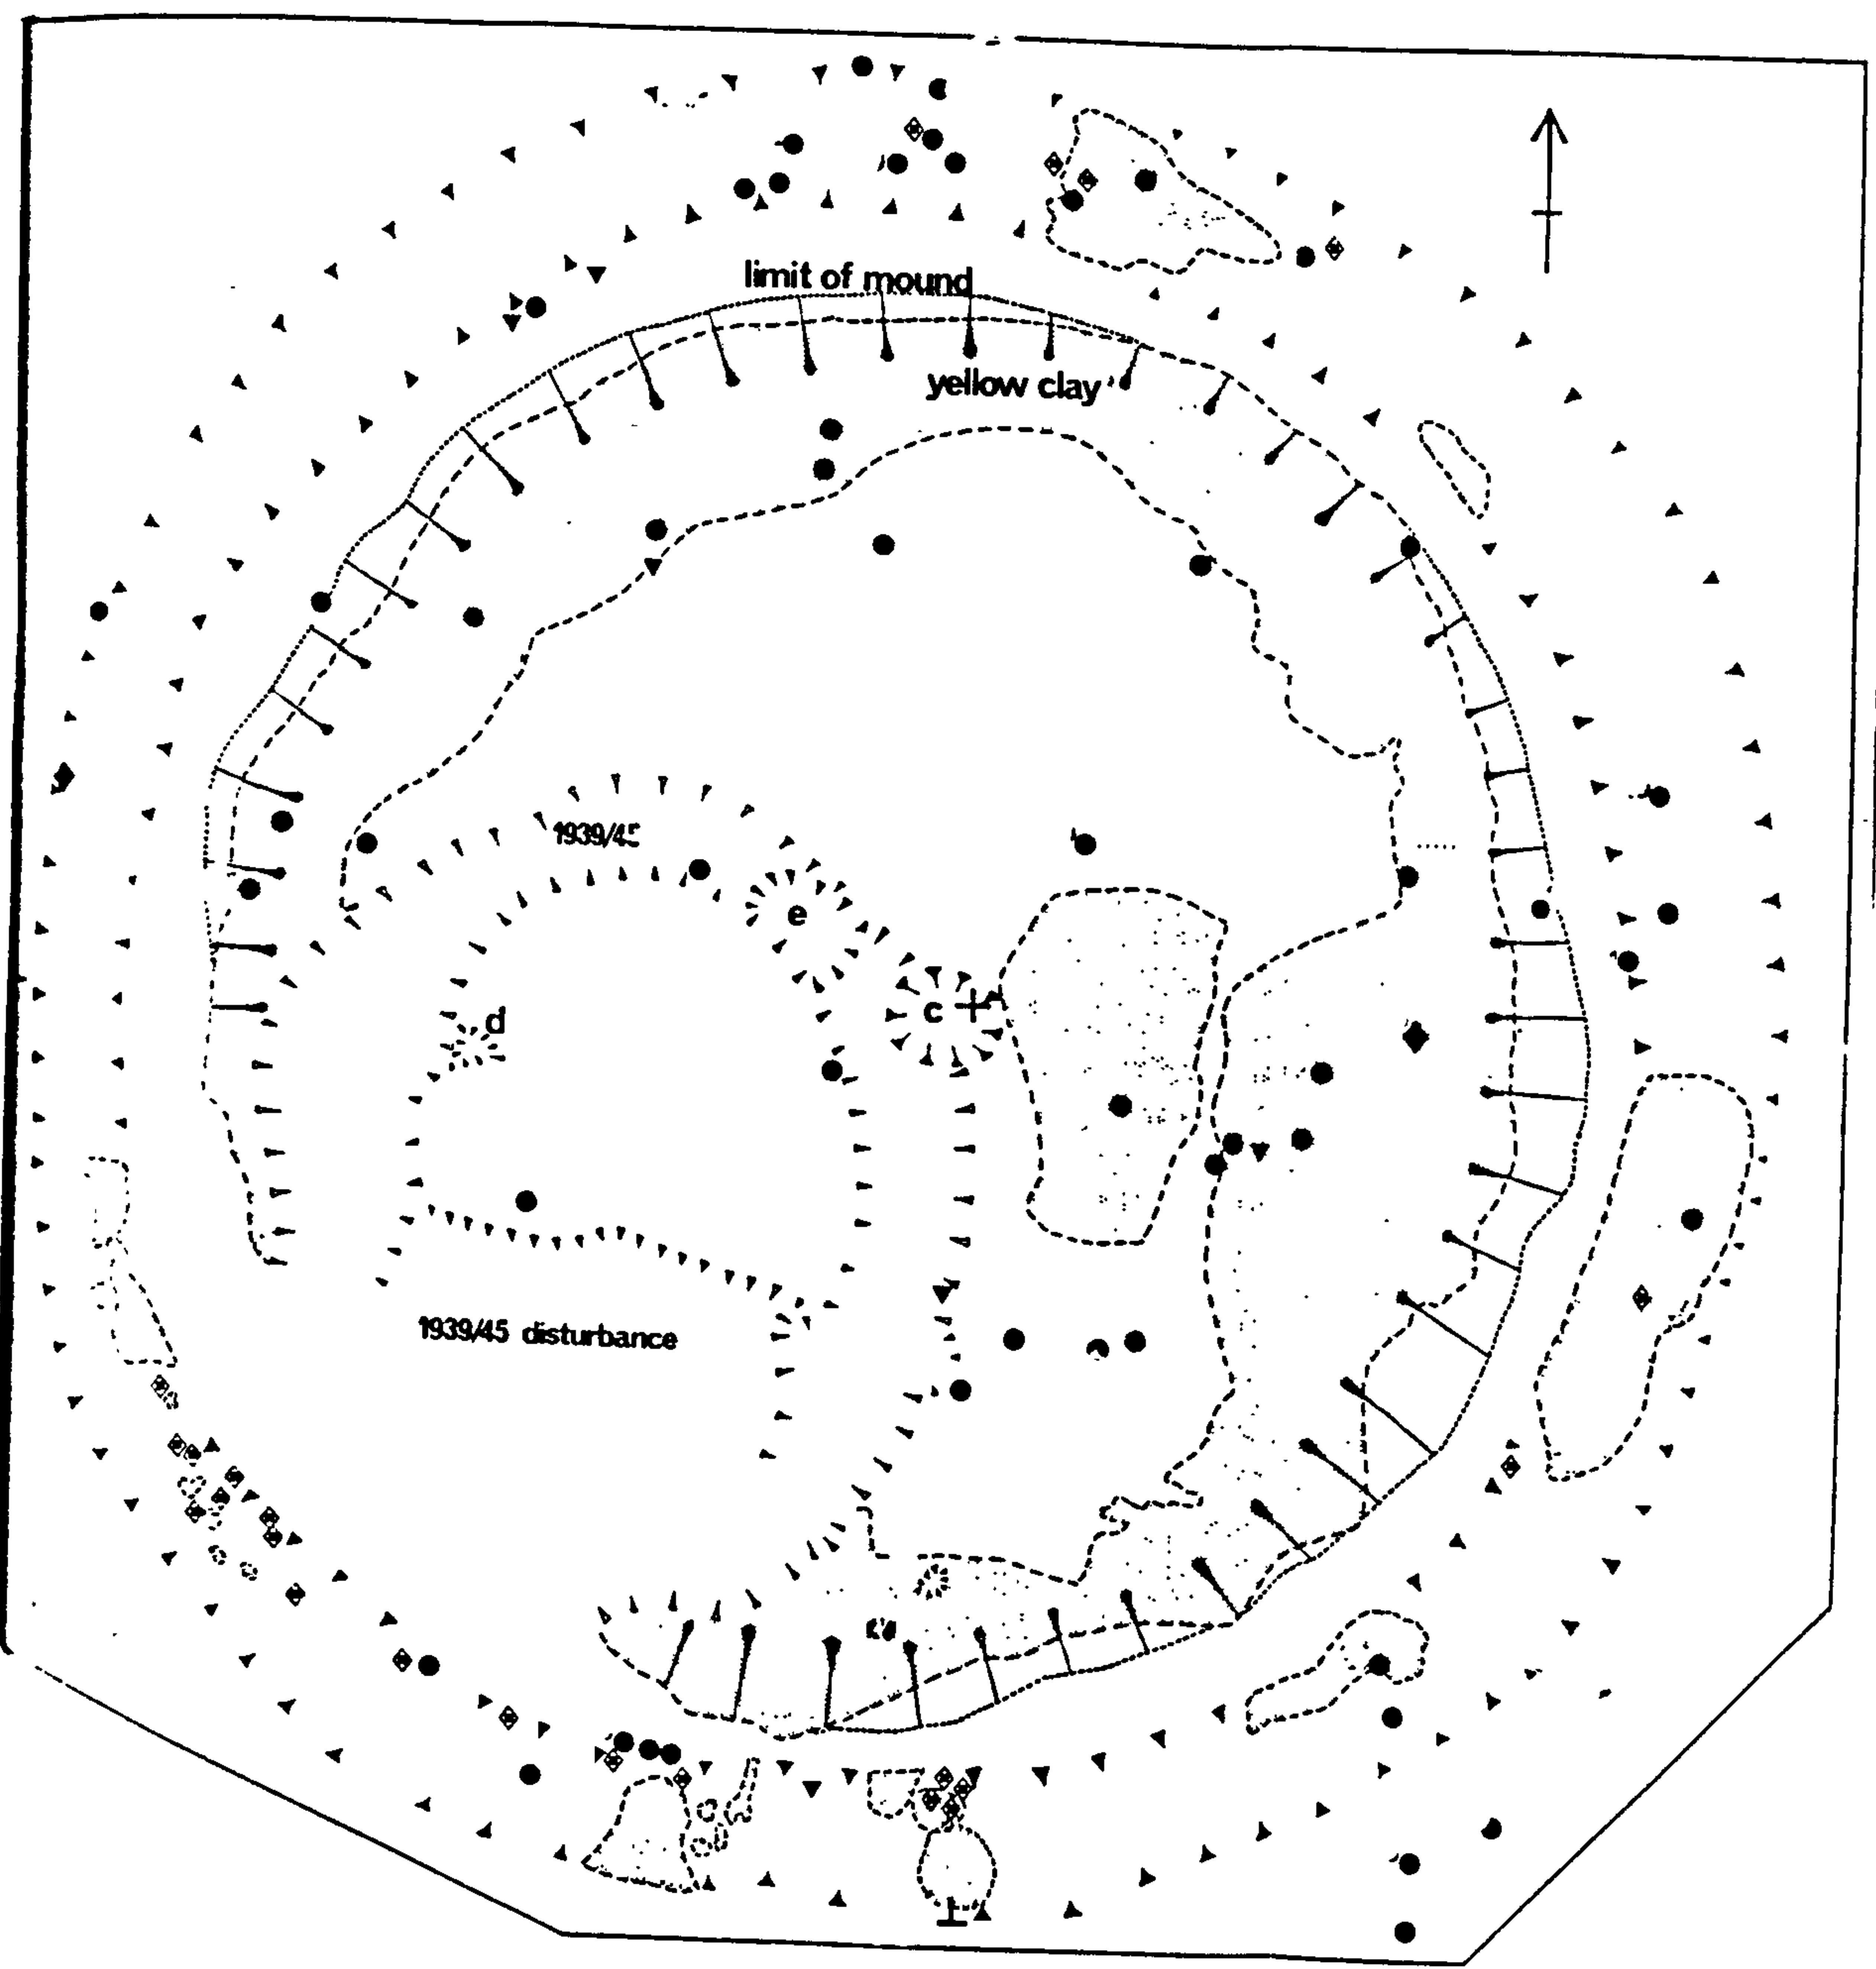 limit of mound
yellow clay
1939/45
e
c
d
1939/45 disturbance